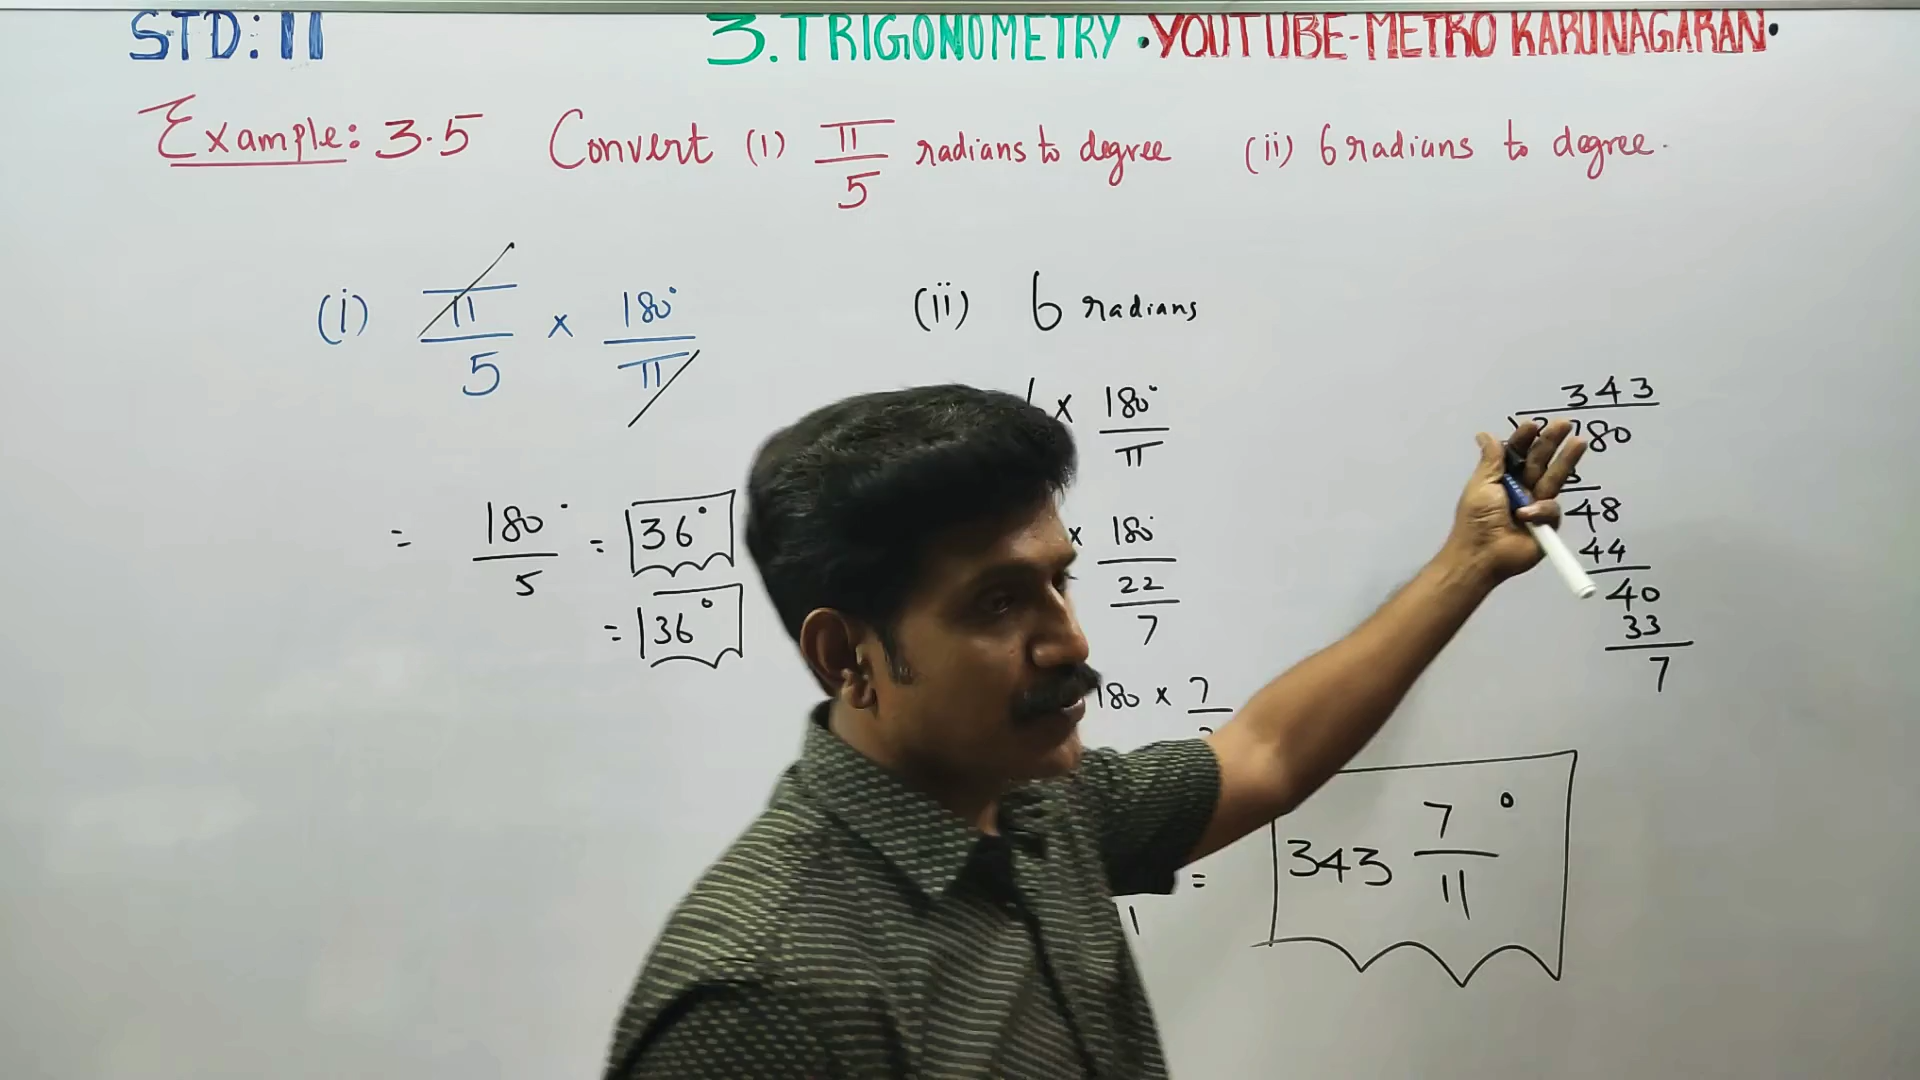 STD: 11 3. TRIGONOMETRY • YOUTUBE-METRO KARUNAGARAN •
Example: 3.5 Convert (i) π/5 radians to degree (ii) 6 radians to degree.
(i) π/5 × 180°/π
= 180°/5 = 36°
= 36°
(ii) 6 radians
× 180°/π
× 180°/(22/7)
180 × 7/
= 343 7/11 °
343
80
48
44
40
33
7